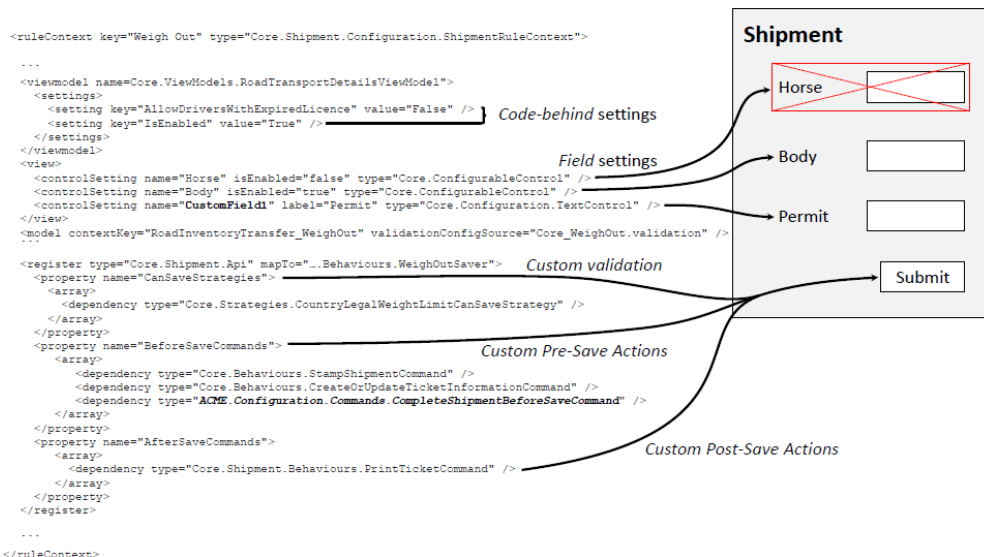 <ruleContext key="Weigh Out" type="Core.Shipment.Configuration.ShipmentRuleContext">
...
<viewmodel name=Core.ViewModels.RoadTransportDetailsViewModel">
<settings>
<setting key="AllowDriversWithExpiredLicence" value="False" />
<setting key="IsEnabled" value="True" />
</settings>
</viewmodel>
Code-behind settings
<view>
Field settings
<controlSetting name="Horse" isEnabled="false" type="Core.ConfigurableControl" />
<controlSetting name="Body" isEnabled="true" type="Core.ConfigurableControl" />
<controlSetting name="CustomField1" label="Permit" type="Core.Configuration.TextControl" />
</view>
<model contextKey="RoadInventoryTransfer_WeighOut" validationConfigSource="Core_WeighOut.validation" />
...
<register type="Core.Shipment.Api" mapTo="….Behaviours.WeighOutSaver">
Custom validation
<property name="CanSaveStrategies">
<array>
<dependency type="Core.Strategies.CountryLegalWeightLimitCanSaveStrategy" />
</array>
</property>
<property name="BeforeSaveCommands">
Custom Pre-Save Actions
<array>
<dependency type="Core.Behaviours.StampShipmentCommand" />
<dependency type="Core.Behaviours.CreateOrUpdateTicketInformationCommand" />
<dependency type="ACME.Configuration.Commands.CompleteShipmentBeforeSaveCommand" />
</array>
</property>
<property name="AfterSaveCommands">
Custom Post-Save Actions
<array>
<dependency type="Core.Shipment.Behaviours.PrintTicketCommand" />
</array>
</property>
</register>
...
</ruleContext>
Shipment
Horse
Body
Permit
Submit